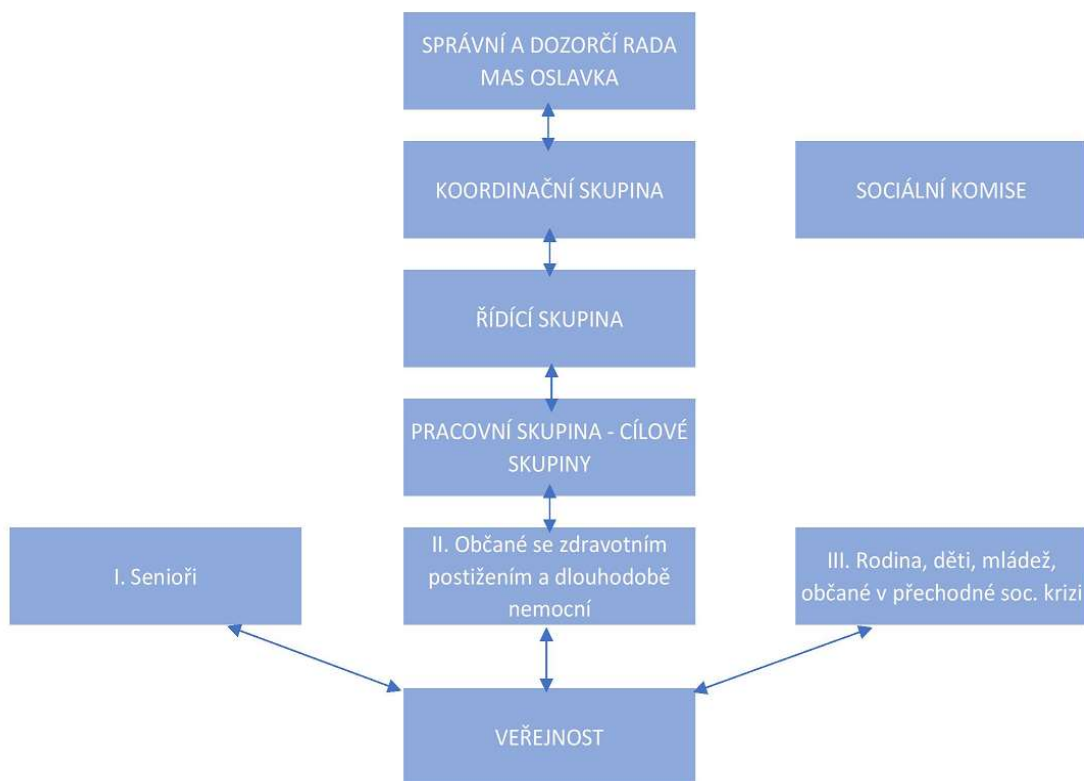 SPRÁVNÍ A DOZORČÍ RADA
MAS OSLAVKA
KOORDINAČNÍ SKUPINA
SOCIÁLNÍ KOMISE
ŘÍDÍCÍ SKUPINA
PRACOVNÍ SKUPINA - CÍLOVÉ
SKUPINY
I. Senioři
II. Občané se zdravotním
postižením a dlouhodobě
nemocní
III. Rodina, děti, mládež,
občané v přechodné soc. krizi
VEŘEJNOST